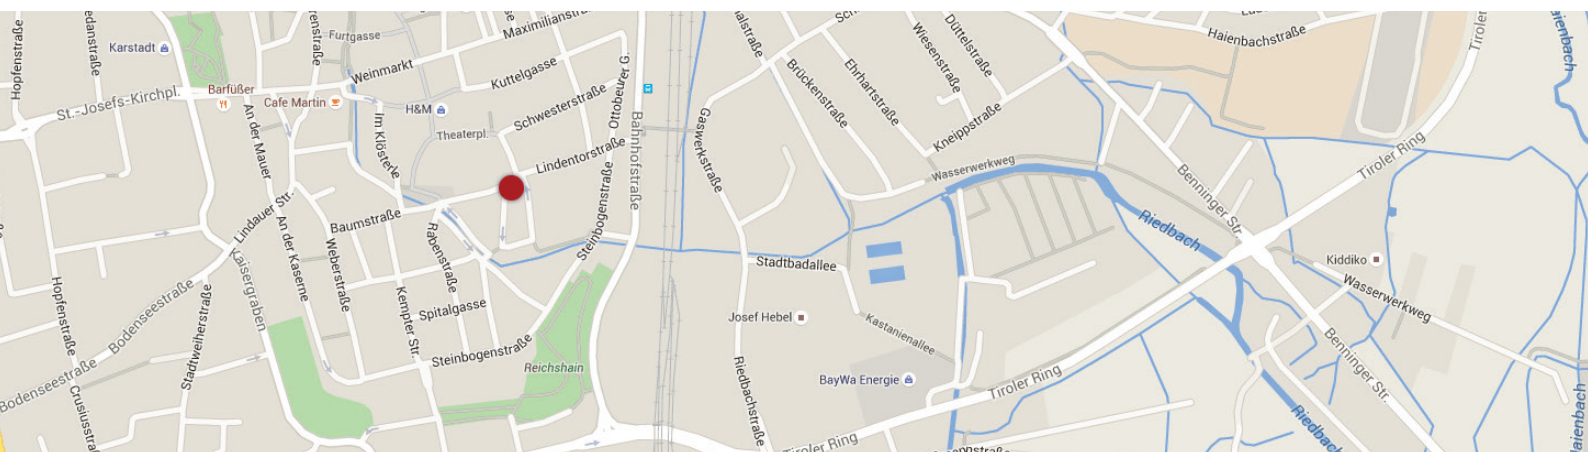 Hopfenstraße
Karstadt
Furtgasse
Maximilianstr
Weinmarkt
Kuttelgasse
Barfüßer
St.-Josefs-Kirchpl.
Cafe Martin
H&M
Theaterpl.
Schwesterstraße
Ottobeurer G.
An der Mauer
Im Klösterle
Lindentorstraße
Bahnhofstraße
Lindauer Str.
Baumstraße
Steinbogenstraße
An der Kaserne
Weberstraße
Rabenstraße
Kaisergraben
Hopfenstraße
Bodenseestraße
Stadtweiherstraße
Kempter Str.
Spitalgasse
Steinbogenstraße
Reichshain
Bodenseestraße
Gaswerkstraße
Brückenstraße
Ehrhartstraße
Wiesenstraße
Düttelstraße
Kneippstraße
Haienbachstraße
Tiroler Ring
Wasserwerkweg
Benninger Str.
Riedbach
Stadtbadallee
Kiddiko
Wasserwerkweg
Josef Hebel
Kastanienallee
Riedbachstraße
BayWa Energie
Tiroler Ring
Benninger Str.
Riedbach
Tiroler Ring